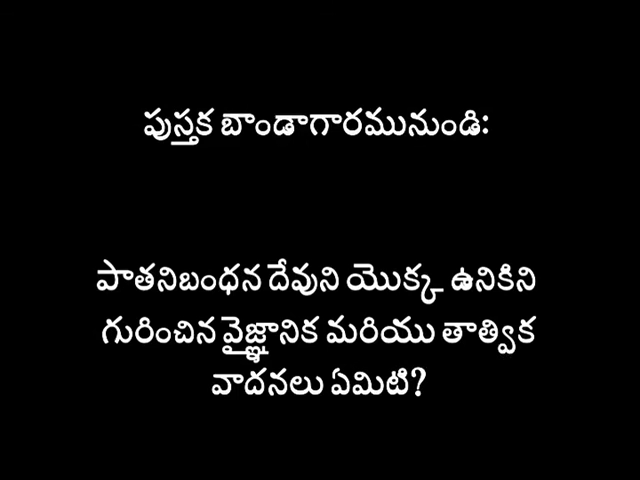 పుస్తక బాండాగారమునుండి:
పాతనిబంధన దేవుని యొక్క ఉనికిని
గురించిన వైజ్ఞానిక మరియు తాత్విక
వాదనలు ఏమిటి?